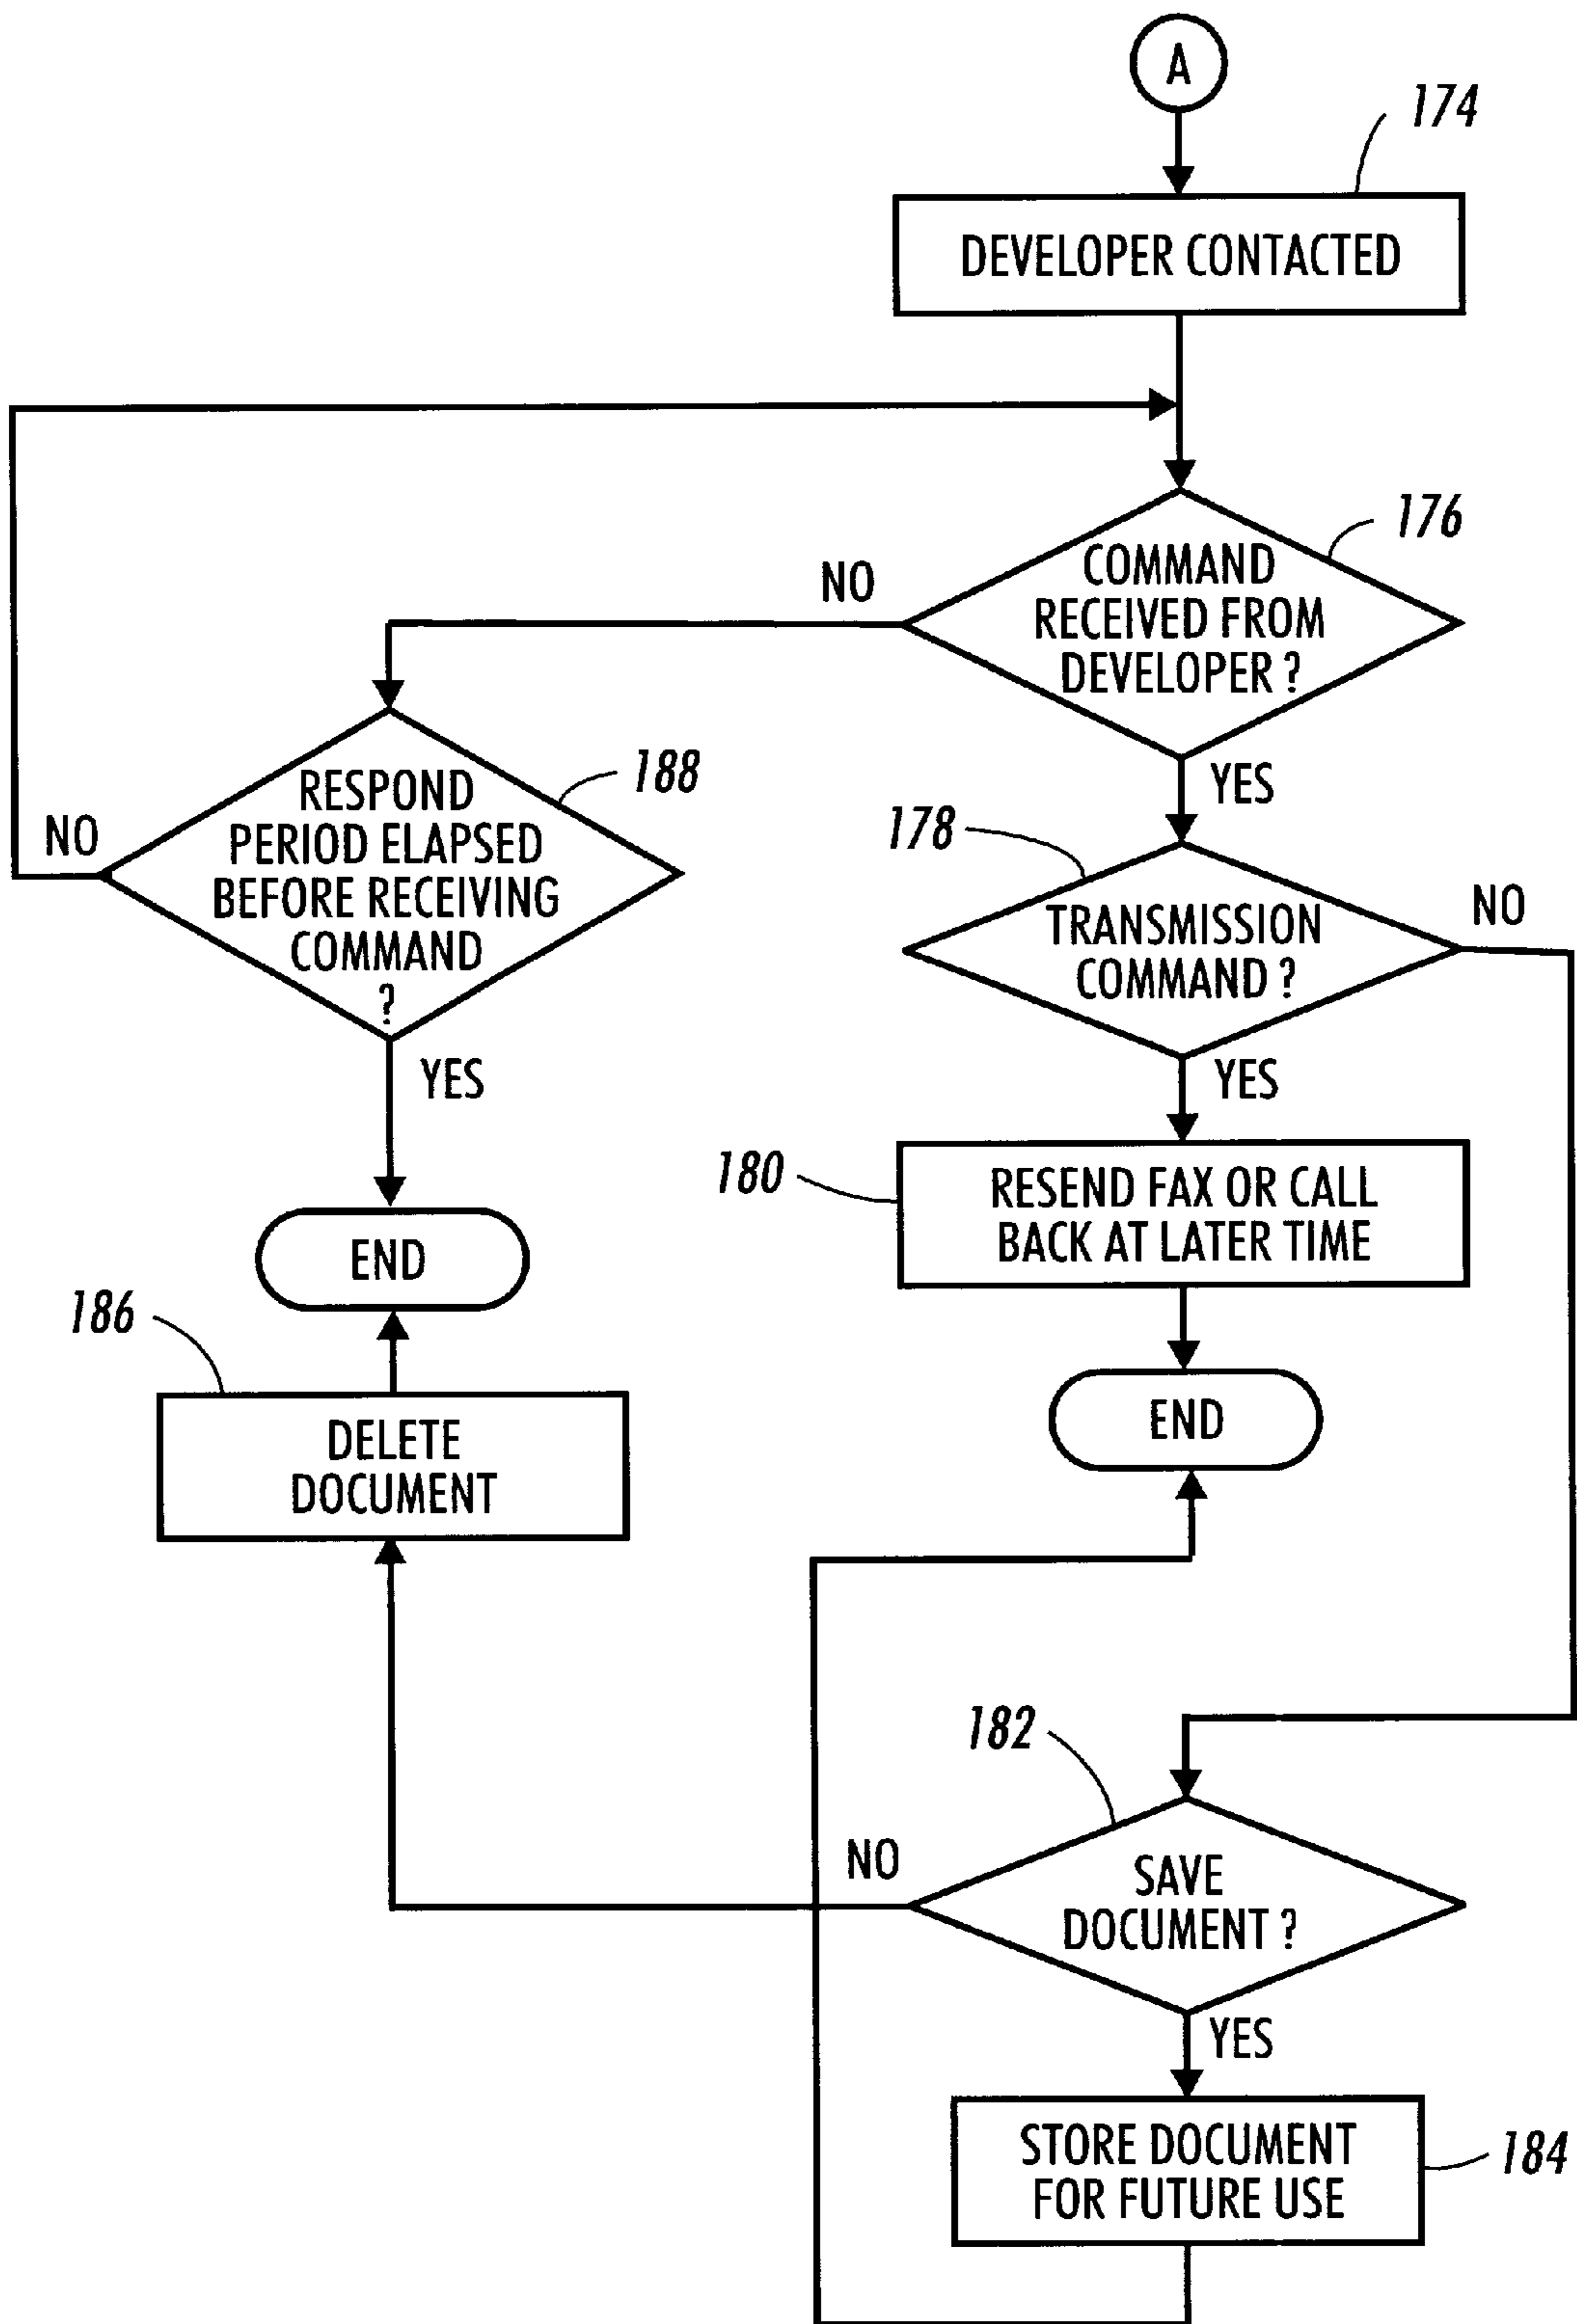 A
174
DEVELOPER CONTACTED
176
COMMAND
RECEIVED FROM
DEVELOPER ?
NO
YES
188
RESPOND
PERIOD ELAPSED
BEFORE RECEIVING
COMMAND
?
NO
YES
178
TRANSMISSION
COMMAND ?
NO
YES
180
RESEND FAX OR CALL
BACK AT LATER TIME
END
END
186
DELETE
DOCUMENT
182
SAVE
DOCUMENT ?
NO
YES
STORE DOCUMENT
FOR FUTURE USE
184